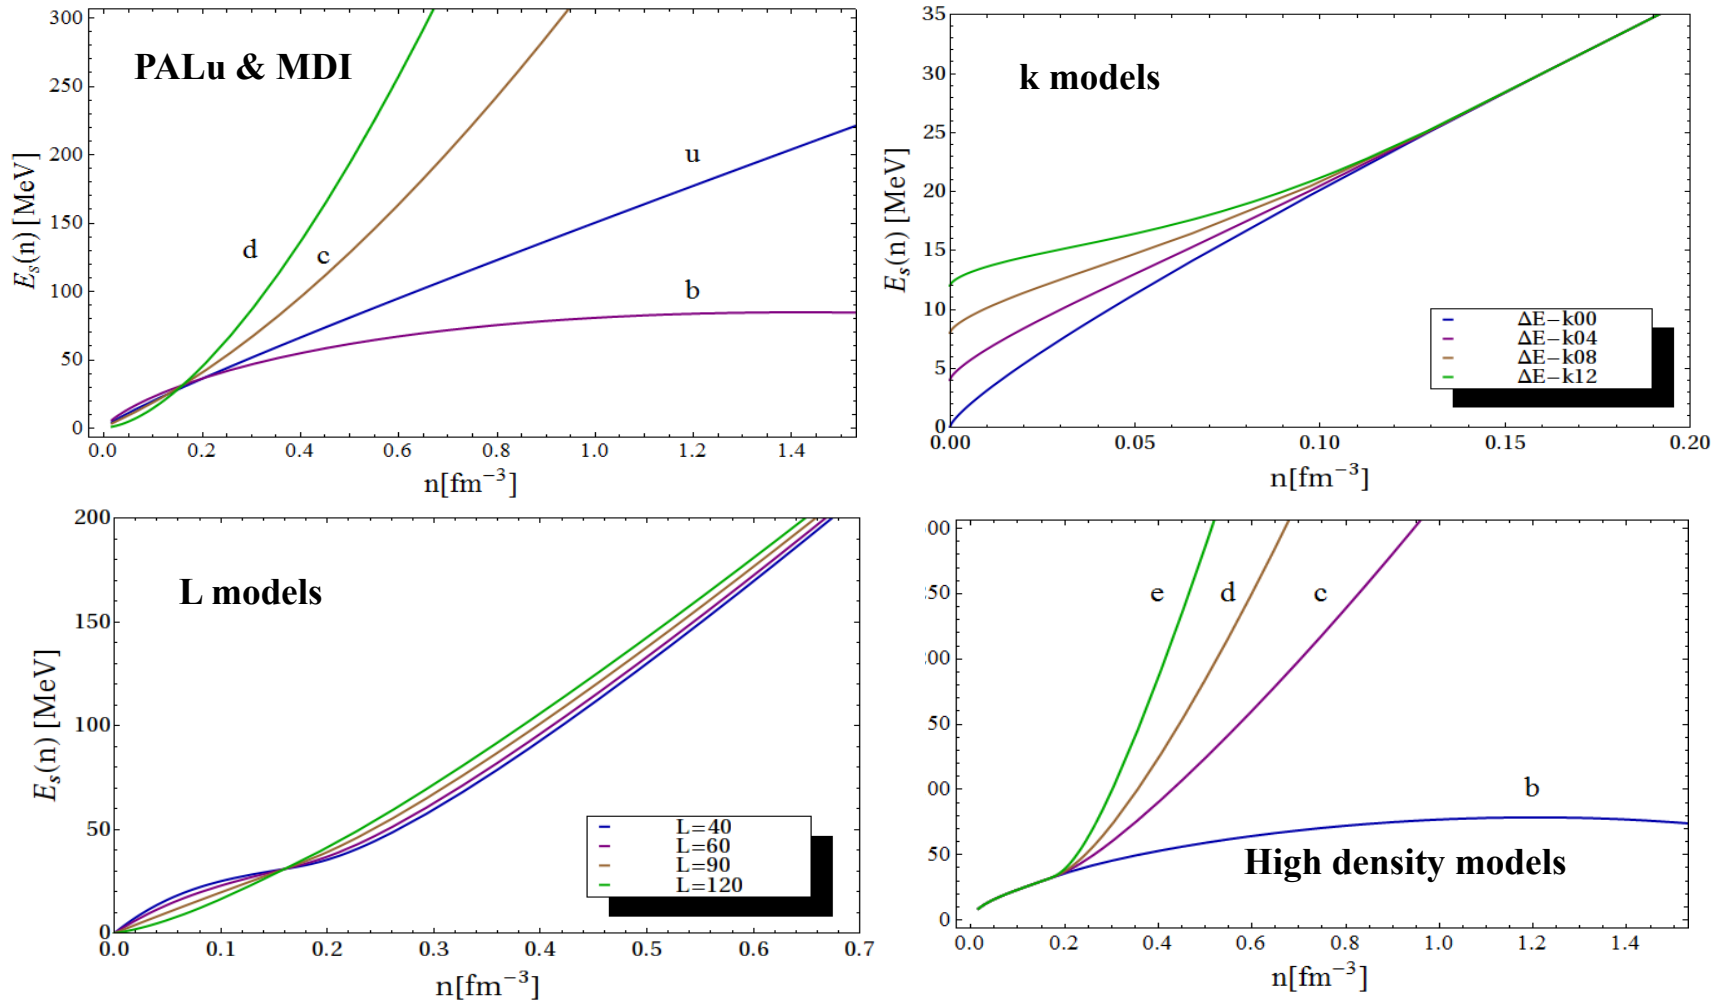 PALu & MDI
E_s(n) [MeV]
300
250
200
150
100
50
0
u
d
c
b
0.0 0.2 0.4 0.6 0.8 1.0 1.2 1.4
n[fm⁻³]
k models
E_s(n) [MeV]
35
30
25
20
15
10
5
0
ΔE−k00
ΔE−k04
ΔE−k08
ΔE−k12
0.00 0.05 0.10 0.15 0.20
n[fm⁻³]
L models
E_s(n) [MeV]
200
150
100
50
0
L=40
L=60
L=90
L=120
0.0 0.1 0.2 0.3 0.4 0.5 0.6 0.7
n[fm⁻³]
00
50
00
50
00
50
0
e
d
c
b
High density models
0.0 0.2 0.4 0.6 0.8 1.0 1.2 1.4
n[fm⁻³]